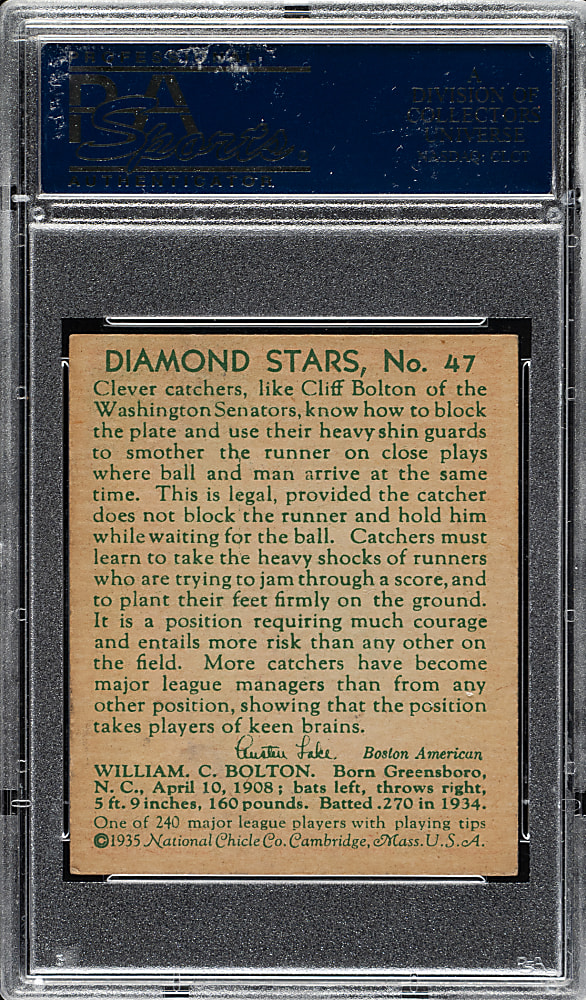 PSA
Sports
AUTHENTICATOR
A
DIVISION OF
COLLECTORS
UNIVERSE
NASDAQ: CLCT
DIAMOND STARS, No. 47
Clever catchers, like Cliff Bolton of the
Washington Senators, know how to block
the plate and use their heavy shin guards
to smother the runner on close plays
where ball and man arrive at the same
time. This is legal, provided the catcher
does not block the runner and hold him
while waiting for the ball. Catchers must
learn to take the heavy shocks of runners
who are trying to jam through a score, and
to plant their feet firmly on the ground.
It is a position requiring much courage
and entails more risk than any other on
the field. More catchers have become
major league managers than from any
other position, showing that the position
takes players of keen brains.
Austen Lake Boston American
WILLIAM. C. BOLTON. Born Greensboro,
N. C., April 10, 1908; bats left, throws right,
5 ft. 9 inches, 160 pounds. Batted .270 in 1934.
One of 240 major league players with playing tips
©1935 National Chicle Co. Cambridge, Mass. U.S.A.
PSA